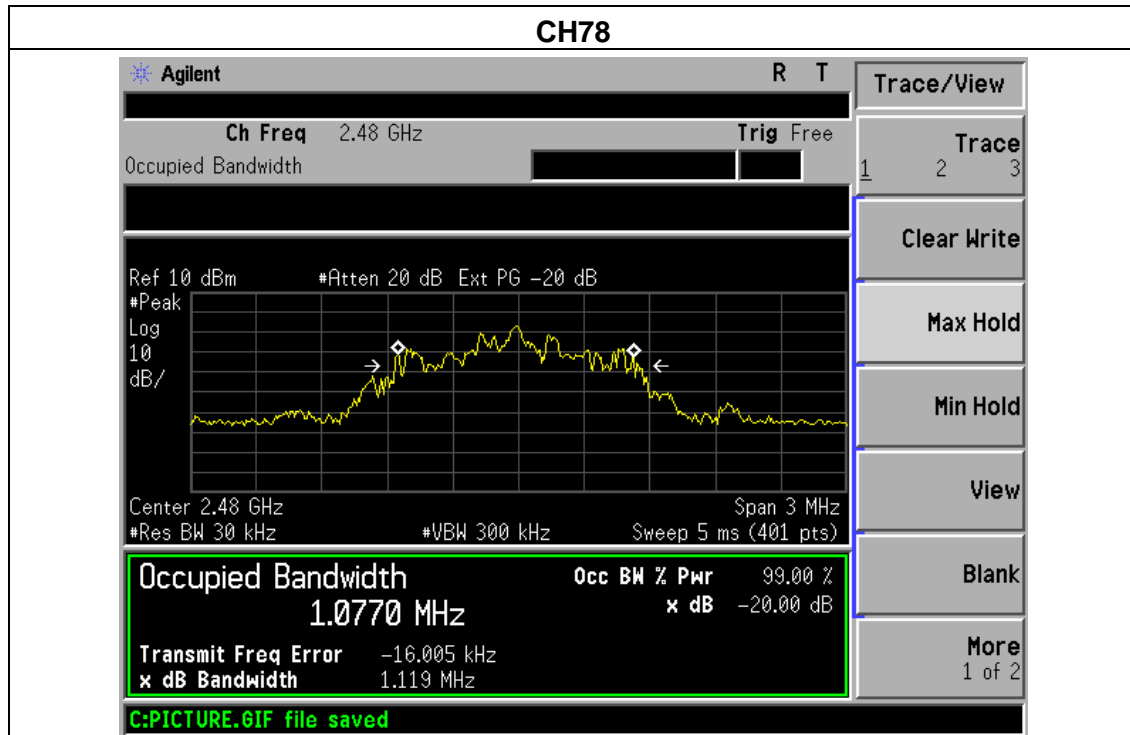 CH78
Agilent R T
Trace/View
Ch Freq 2.48 GHz Trig Free
Occupied Bandwidth
Trace
1 2 3
Clear Write
Ref 10 dBm #Atten 20 dB Ext PG -20 dB
#Peak
Log
10
dB/
Max Hold
Min Hold
View
Center 2.48 GHz Span 3 MHz
#Res BW 30 kHz #VBW 300 kHz Sweep 5 ms (401 pts)
Occupied Bandwidth Occ BW % Pwr 99.00 %
1.0770 MHz x dB -20.00 dB
Blank
Transmit Freq Error -16.005 kHz
x dB Bandwidth 1.119 MHz
More
1 of 2
C:PICTURE.GIF file saved